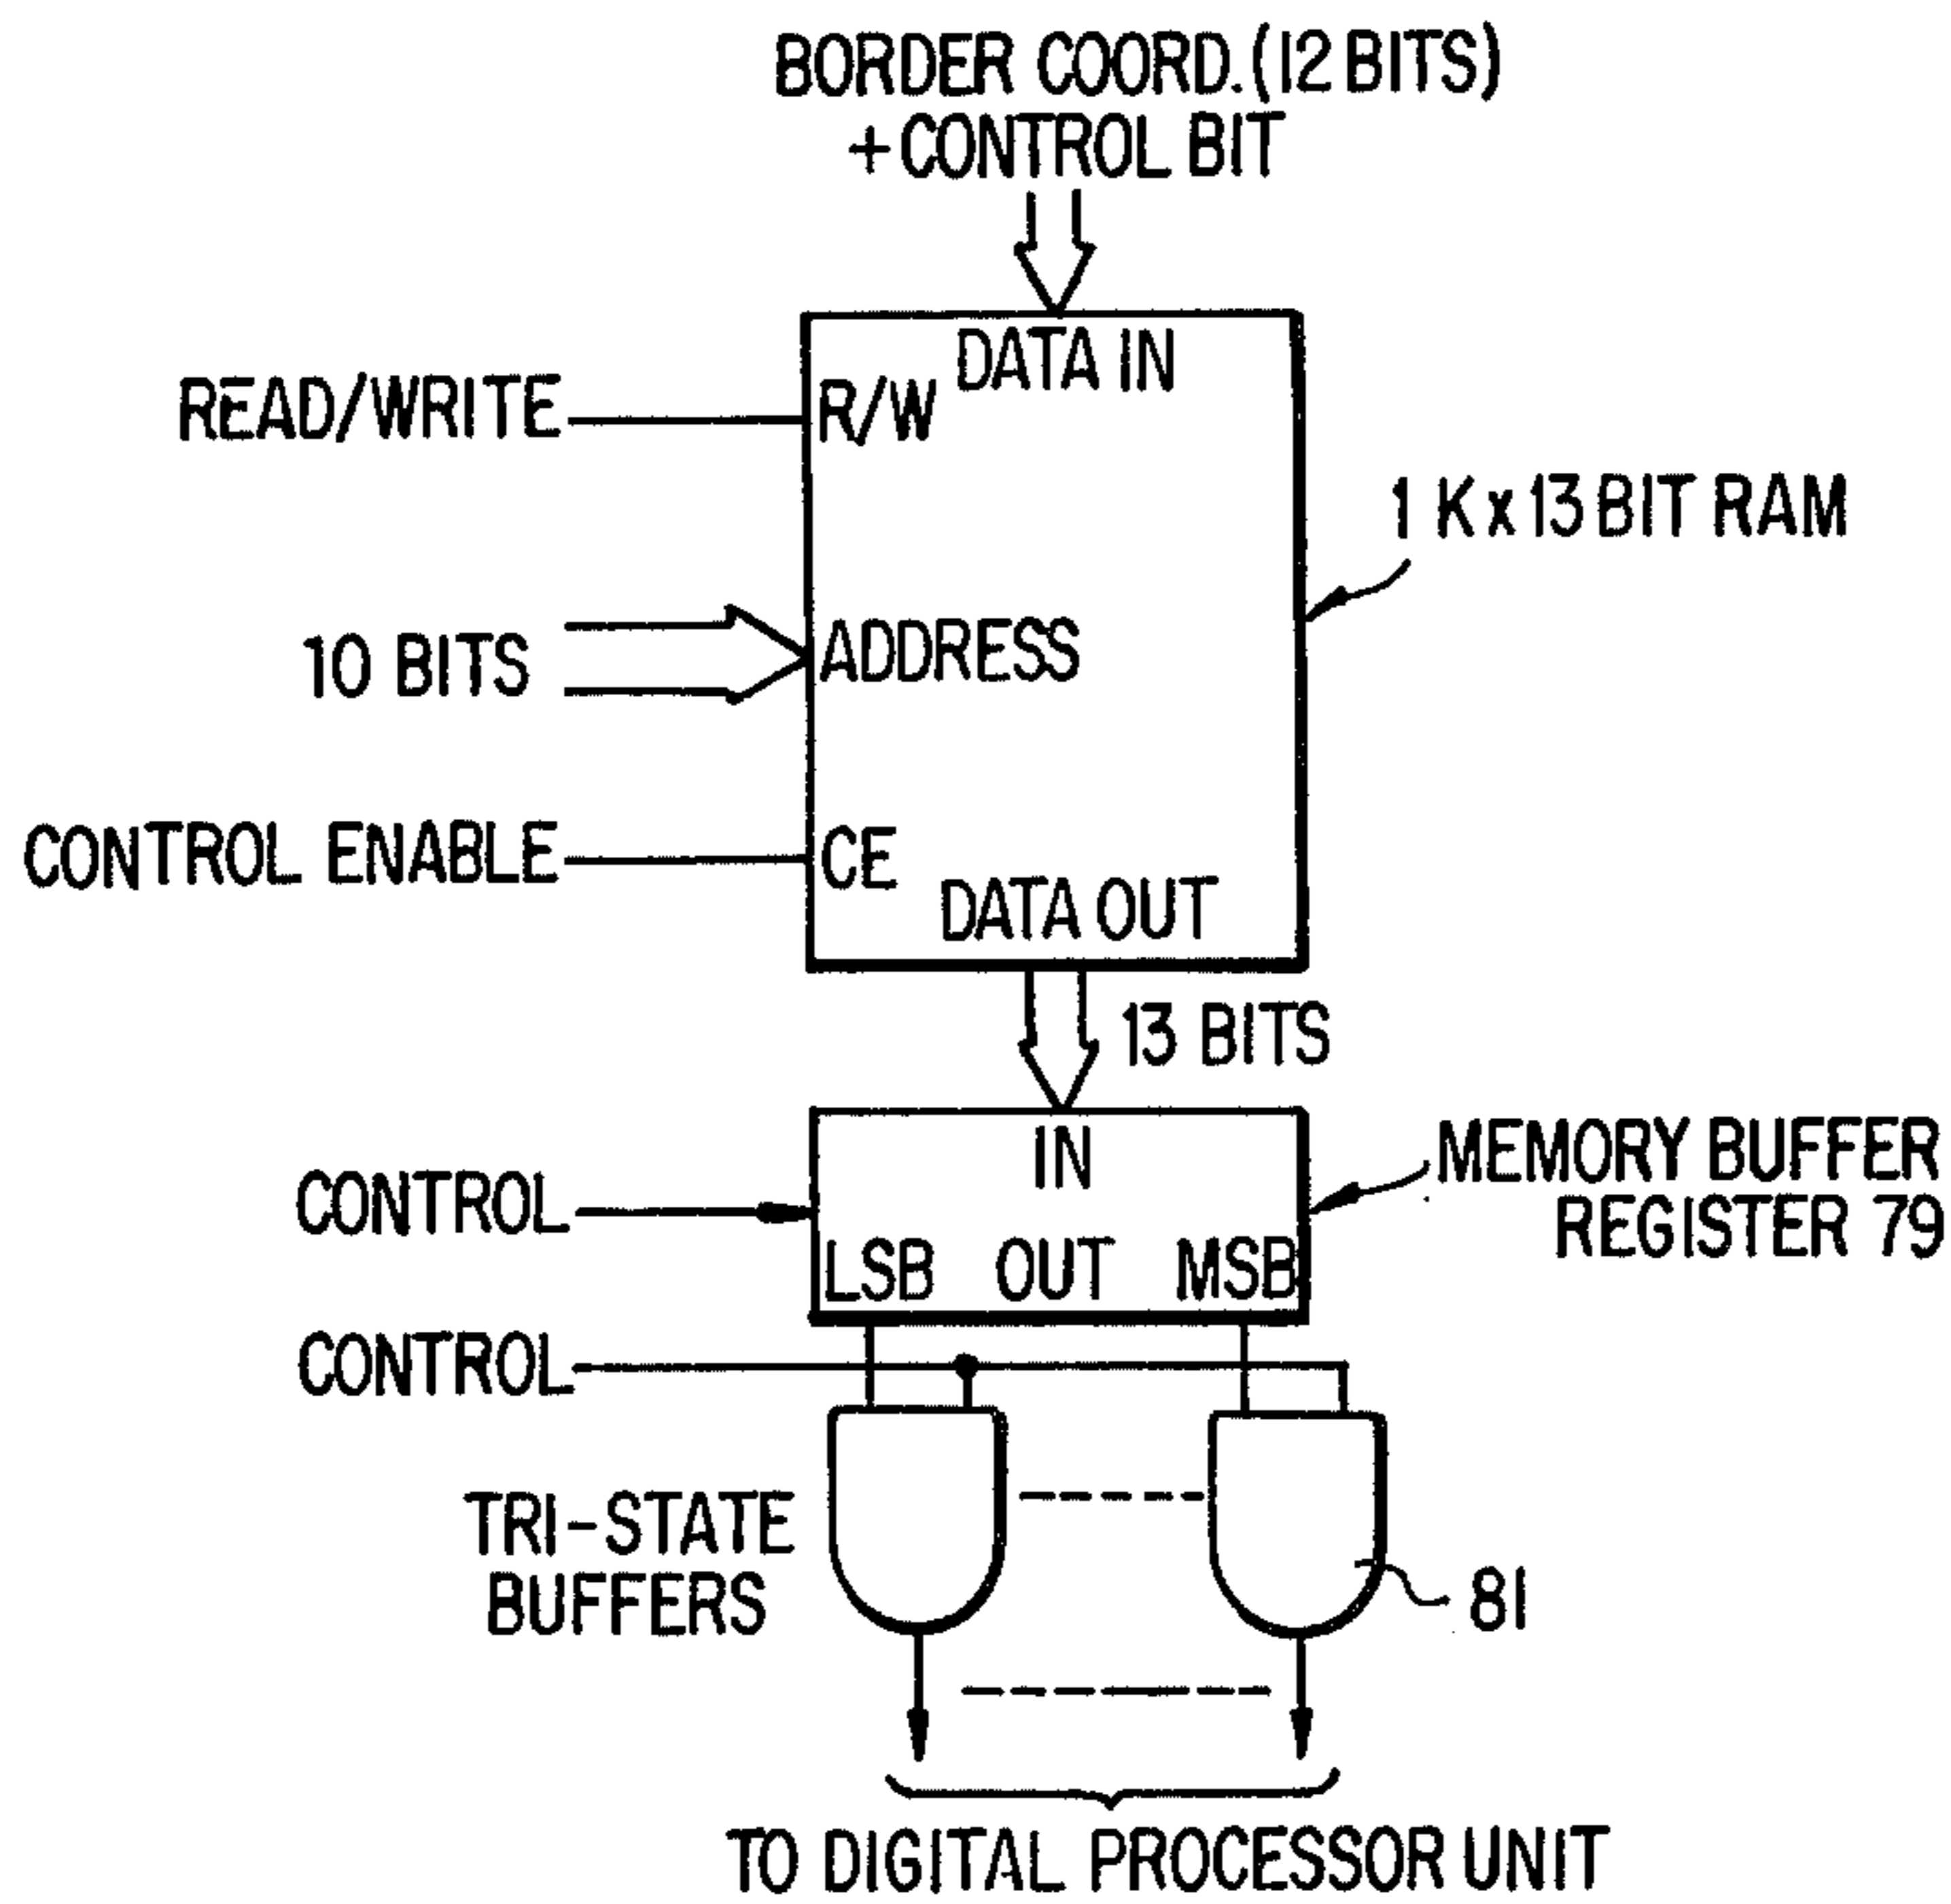 BORDER COORD. (12 BITS)
+ CONTROL BIT
DATA IN
READ/WRITE
R/W
1 K x 13 BIT RAM
10 BITS
ADDRESS
CONTROL ENABLE
CE
DATA OUT
13 BITS
IN
MEMORY BUFFER
REGISTER 79
CONTROL
LSB OUT MSB
CONTROL
TRI-STATE
BUFFERS
81
TO DIGITAL PROCESSOR UNIT